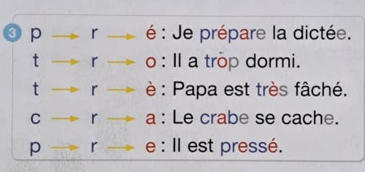 3 p → r → é : Je prépare la dictée.
t → r → o : Il a trop dormi.
t → r → è : Papa est très fâché.
c → r → a : Le crabe se cache.
p → r → e : Il est pressé.